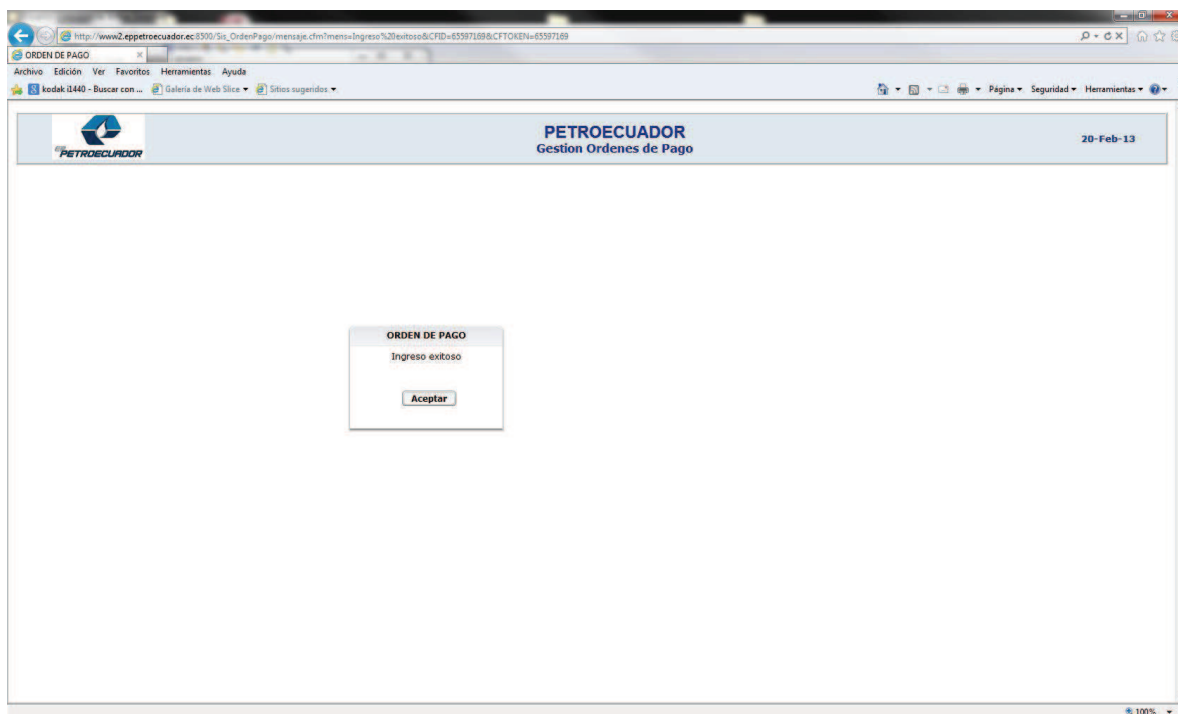 http://www2.eppetroecuador.ec:8500/Sis_OrdenPago/mensaje.cfm?mens=Ingreso%20exitoso&CFID=65597169&CFTOKEN=65597169
ORDEN DE PAGO
Archivo Edición Ver Favoritos Herramientas Ayuda
kodak i1440 - Buscar con ... Galería de Web Slice Sitios sugeridos Página Seguridad Herramientas
EP PETROECUADOR
PETROECUADOR
Gestion Ordenes de Pago
20-Feb-13
ORDEN DE PAGO
Ingreso exitoso
Aceptar
100%